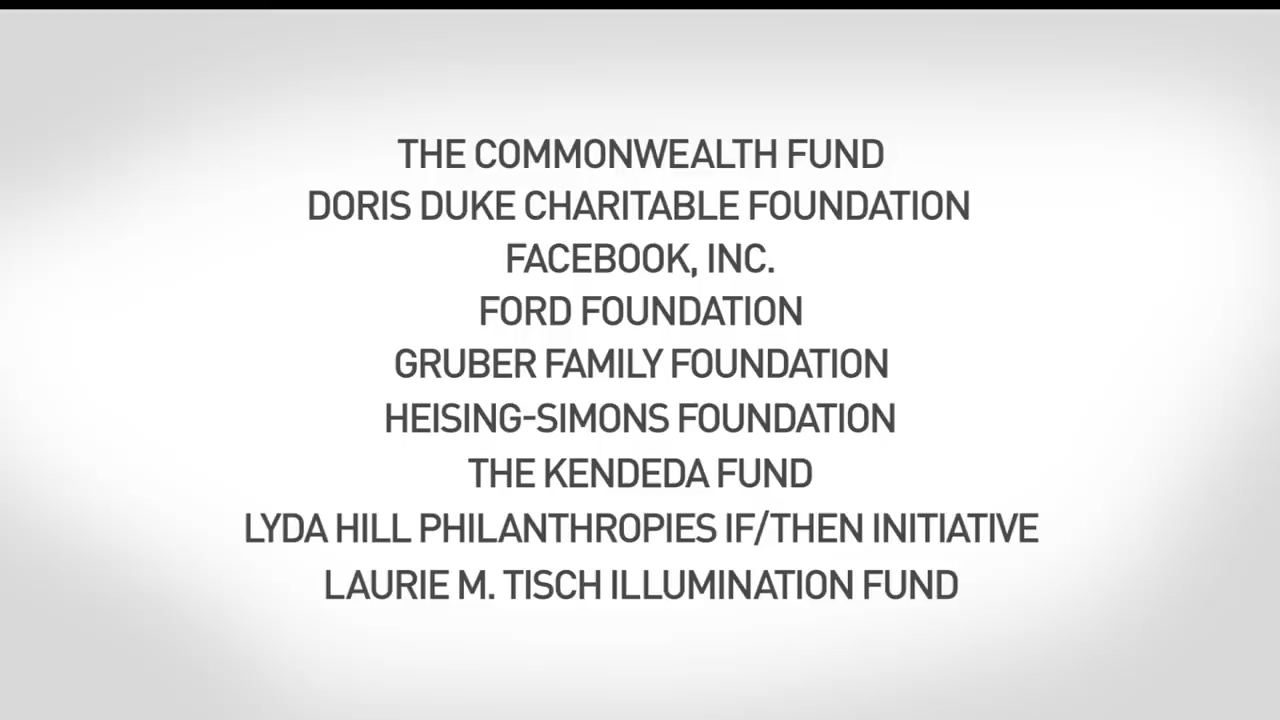 THE COMMONWEALTH FUND
DORIS DUKE CHARITABLE FOUNDATION
FACEBOOK, INC.
FORD FOUNDATION
GRUBER FAMILY FOUNDATION
HEISING-SIMONS FOUNDATION
THE KENDEDA FUND
LYDA HILL PHILANTHROPIES IF/THEN INITIATIVE
LAURIE M. TISCH ILLUMINATION FUND